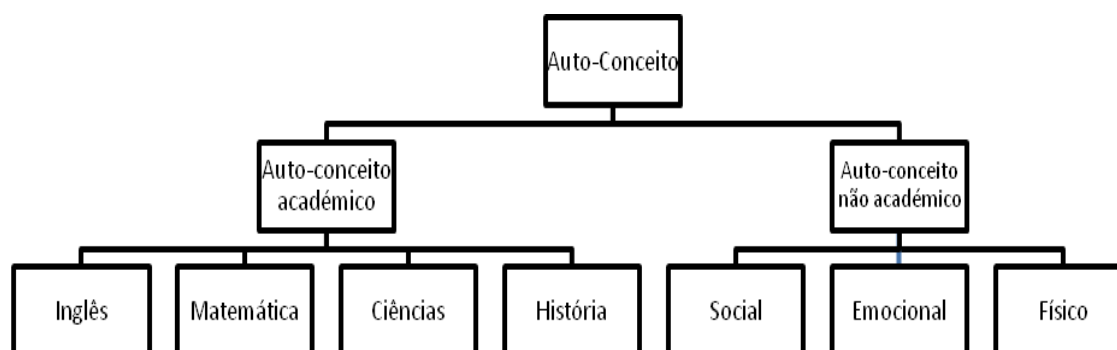 Auto-Conceito
Auto-conceito
académico
Auto-conceito
não académico
Inglês
Matemática
Ciências
História
Social
Emocional
Físico